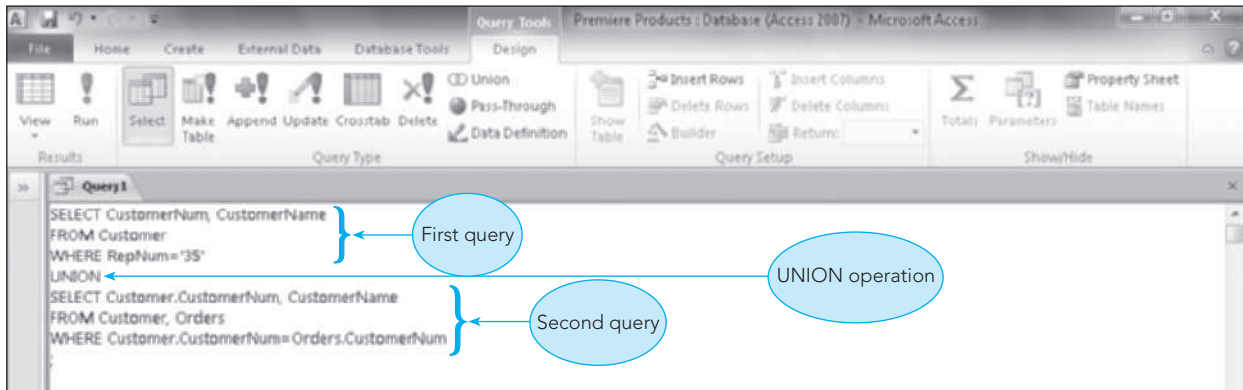 A
Query Tools
Premiere Products : Database (Access 2007) - Microsoft Access
File Home Create External Data Database Tools Design
View
Run
Results
Select
Make Table
Append
Update
Crosstab
Delete
Union
Pass-Through
Data Definition
Query Type
Show Table
Insert Rows
Delete Rows
Builder
Insert Columns
Delete Columns
Return:
Query Setup
Totals
Parameters
Property Sheet
Table Names
Show/Hide
Query1
SELECT CustomerNum, CustomerName
FROM Customer
WHERE RepNum='35'
UNION
SELECT Customer.CustomerNum, CustomerName
FROM Customer, Orders
WHERE Customer.CustomerNum=Orders.CustomerNum
;
First query
UNION operation
Second query